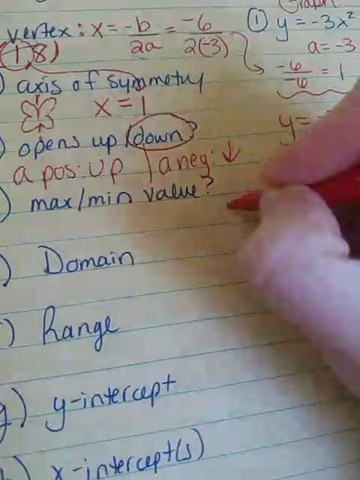 Graph
vertex: x = -b/2a = -6/2(-3)
(1, 8)
① y = -3x²
a = -3
-6/-6 = 1
) axis of symmetry
x = 1
y =
) opens up/down?
a pos: up | a neg: ↓
) max/min value?
) Domain
) Range
g) y-intercept
) x-intercept(s)